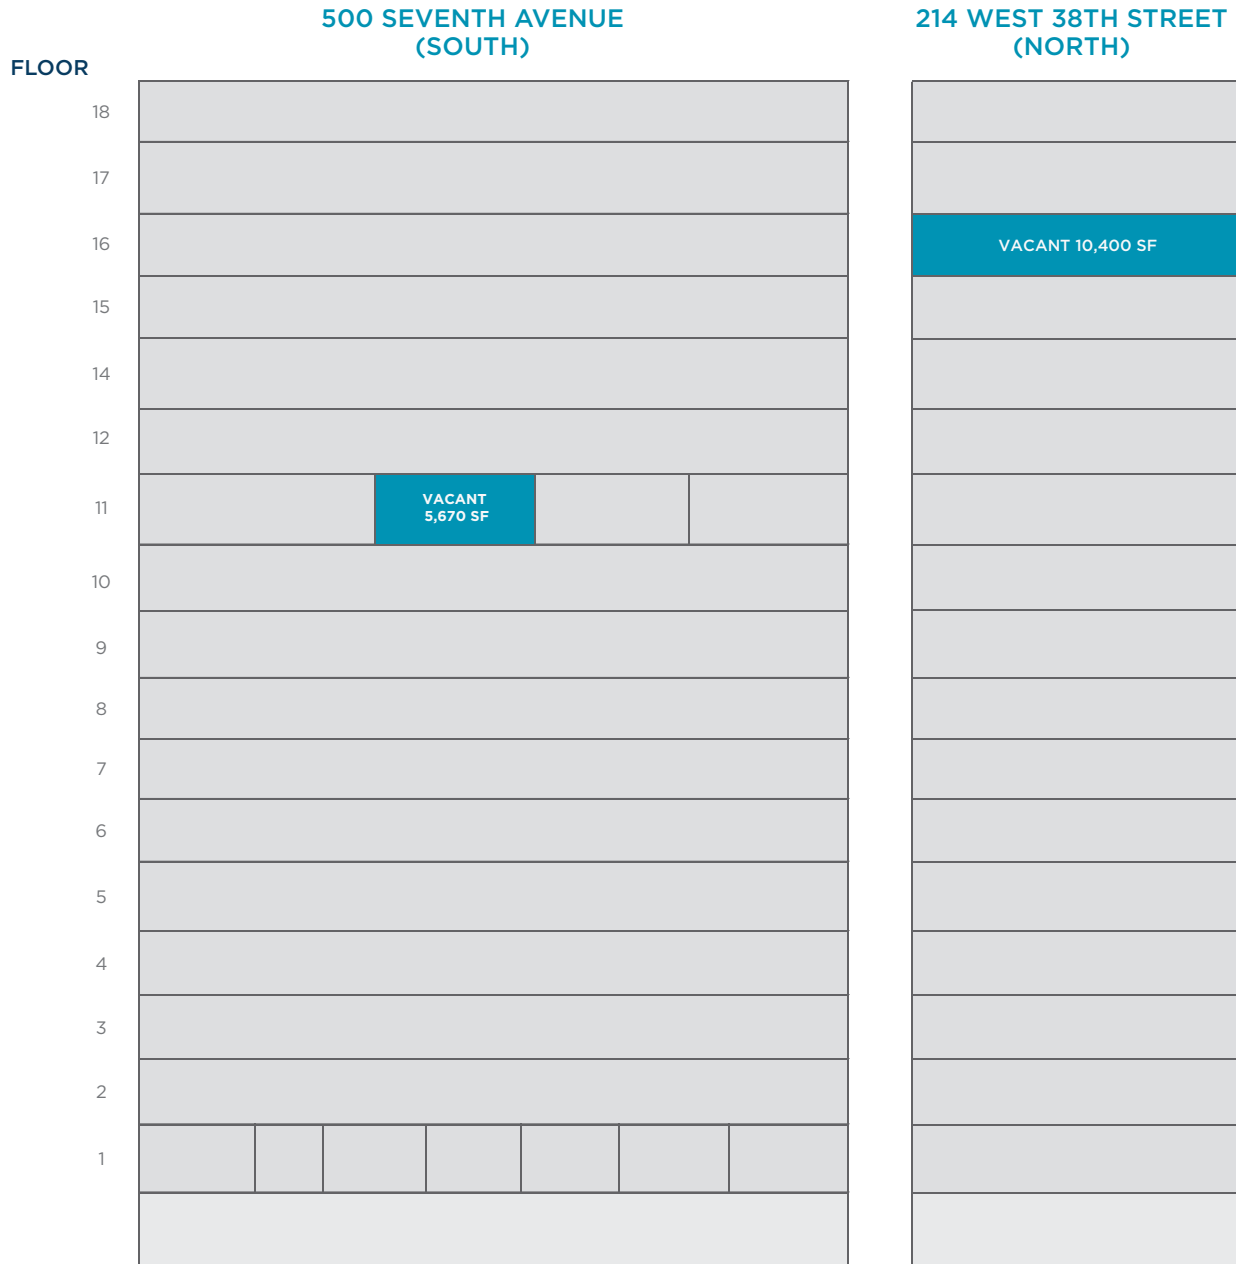 500 SEVENTH AVENUE
(SOUTH)
214 WEST 38TH STREET
(NORTH)
FLOOR
18
17
16
VACANT 10,400 SF
15
14
12
11
VACANT
5,670 SF
10
9
8
7
6
5
4
3
2
1